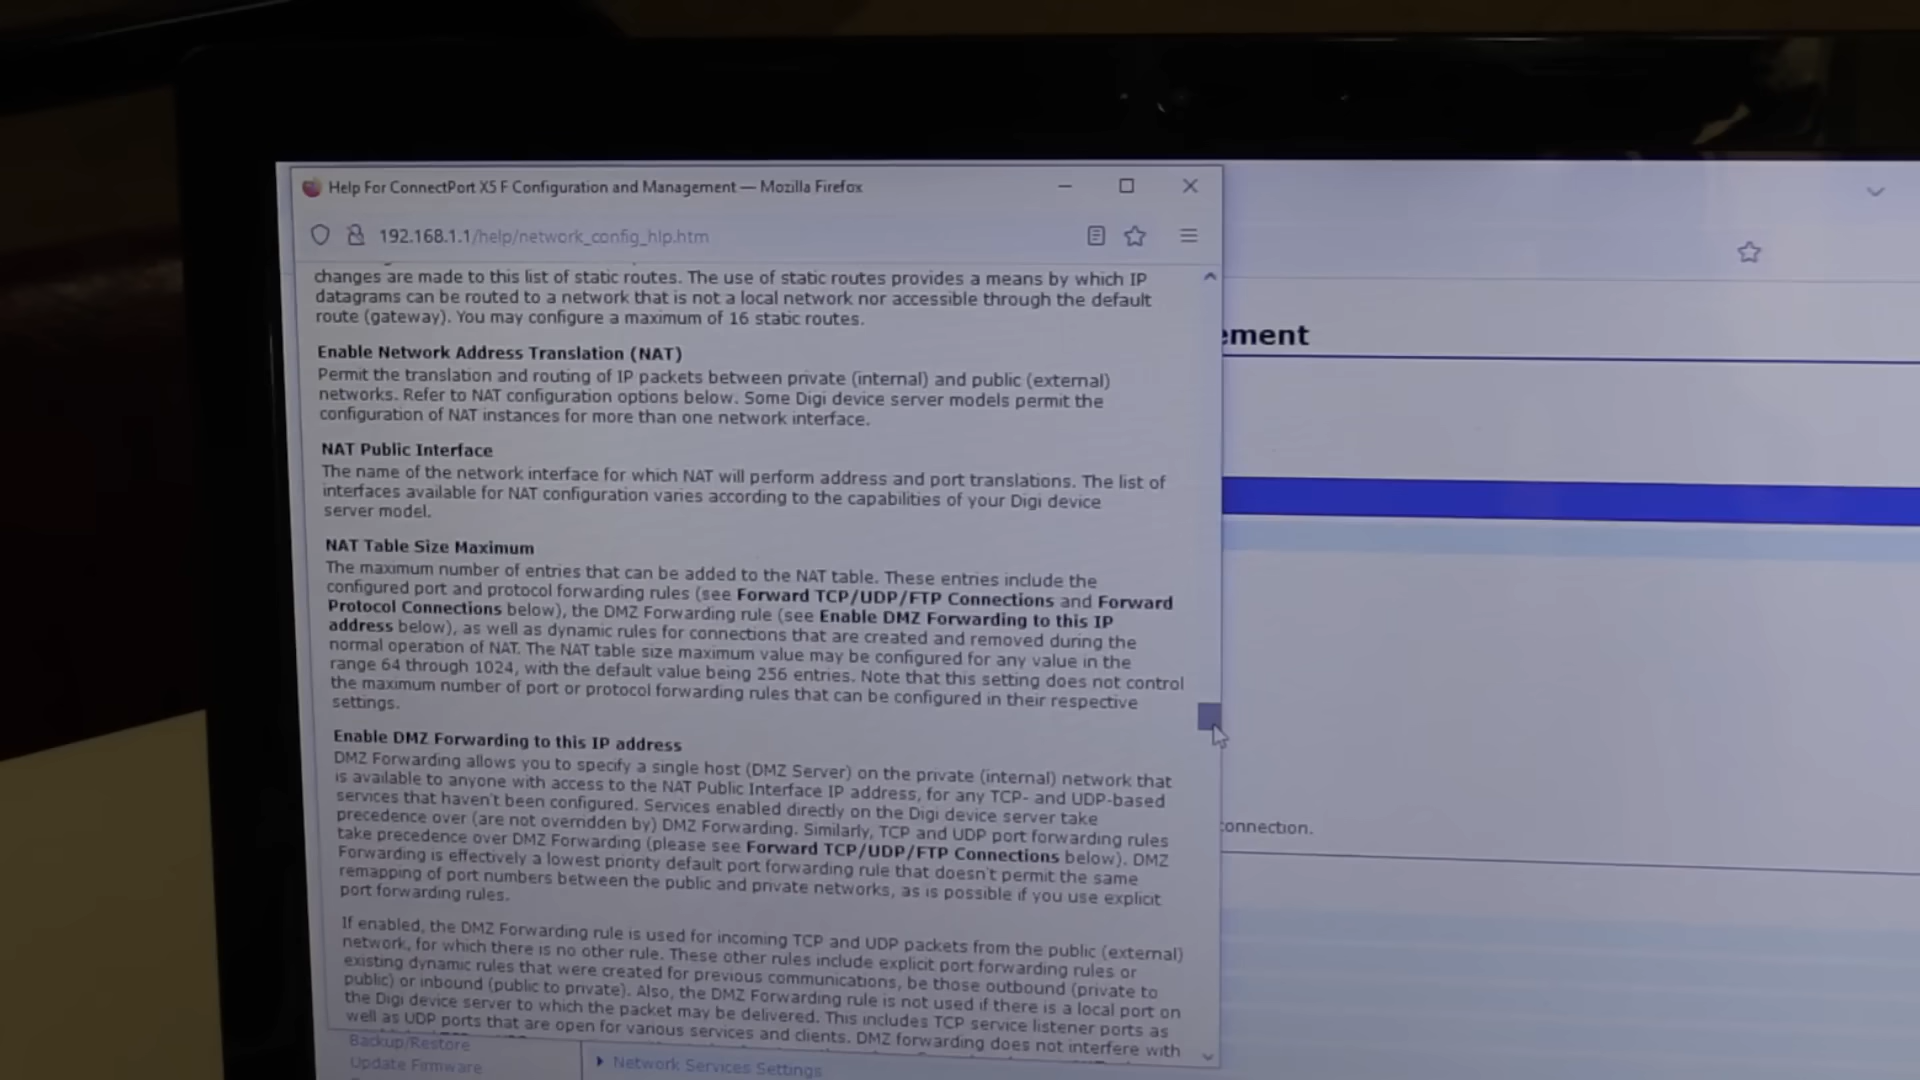 Help For ConnectPort X5 F Configuration and Management — Mozilla Firefox
192.168.1.1/help/network_config_hlp.htm
changes are made to this list of static routes. The use of static routes provides a means by which IP
datagrams can be routed to a network that is not a local network nor accessible through the default
route (gateway). You may configure a maximum of 16 static routes.
Enable Network Address Translation (NAT)
Permit the translation and routing of IP packets between private (internal) and public (external)
networks. Refer to NAT configuration options below. Some Digi device server models permit the
configuration of NAT instances for more than one network interface.
NAT Public Interface
The name of the network interface for which NAT will perform address and port translations. The list of
interfaces available for NAT configuration varies according to the capabilities of your Digi device
server model.
NAT Table Size Maximum
The maximum number of entries that can be added to the NAT table. These entries include the
configured port and protocol forwarding rules (see Forward TCP/UDP/FTP Connections and Forward
Protocol Connections below), the DMZ Forwarding rule (see Enable DMZ Forwarding to this IP
address below), as well as dynamic rules for connections that are created and removed during the
normal operation of NAT. The NAT table size maximum value may be configured for any value in the
range 64 through 1024, with the default value being 256 entries. Note that this setting does not control
the maximum number of port or protocol forwarding rules that can be configured in their respective
settings.
Enable DMZ Forwarding to this IP address
DMZ Forwarding allows you to specify a single host (DMZ Server) on the private (internal) network that
is available to anyone with access to the NAT Public Interface IP address, for any TCP- and UDP-based
services that haven't been configured. Services enabled directly on the Digi device server take
precedence over (are not overridden by) DMZ Forwarding. Similarly, TCP and UDP port forwarding rules
take precedence over DMZ Forwarding (please see Forward TCP/UDP/FTP Connections below). DMZ
Forwarding is effectively a lowest priority default port forwarding rule that doesn't permit the same
remapping of port numbers between the public and private networks, as is possible if you use explicit
port forwarding rules.
If enabled, the DMZ Forwarding rule is used for incoming TCP and UDP packets from the public (external)
network, for which there is no other rule. These other rules include explicit port forwarding rules or
existing dynamic rules that were created for previous communications, be those outbound (private to
public) or inbound (public to private). Also, the DMZ Forwarding rule is not used if there is a local port on
the Digi device server to which the packet may be delivered. This includes TCP service listener ports as
well as UDP ports that are open for various services and clients. DMZ forwarding does not interfere with
ement
onnection.
Backup/Restore
Update Firmware
Network Services Settings